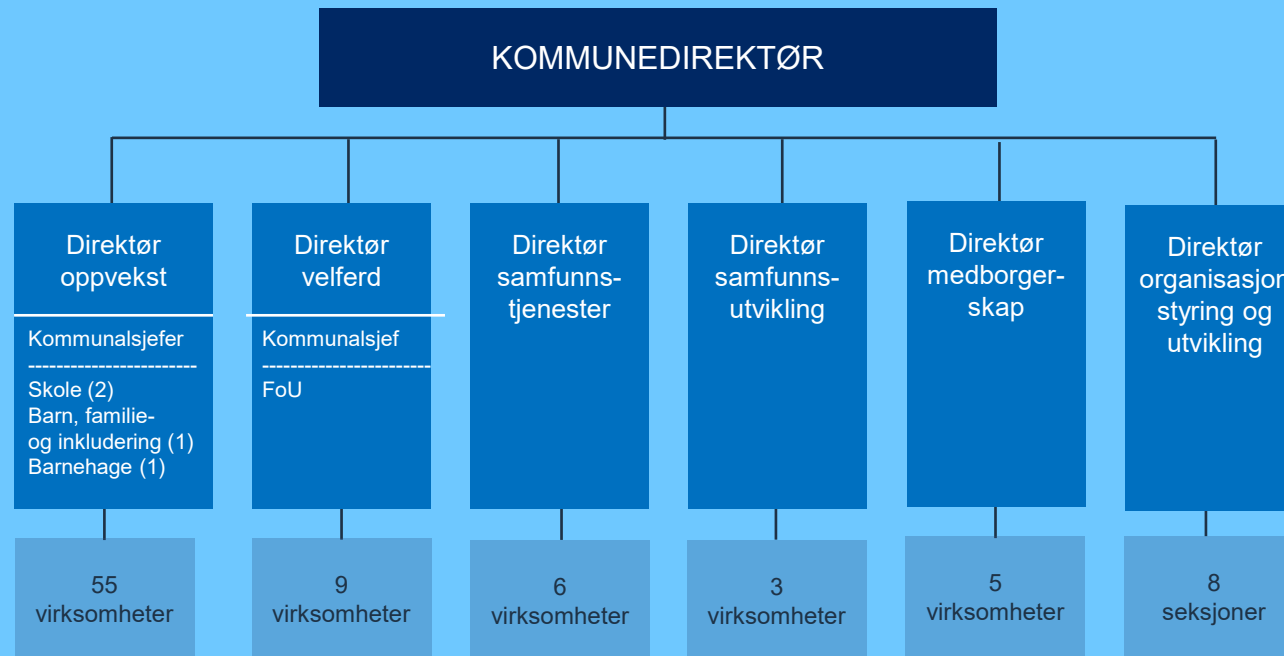 KOMMUNEDIREKTØR
Direktør
oppvekst
Kommunalsjefer
------------------------
Skole (2)
Barn, familie-
og inkludering (1)
Barnehage (1)
55
virksomheter
Direktør
velferd
Kommunalsjef
------------------------
FoU
9
virksomheter
Direktør
samfunns-
tjenester
6
virksomheter
Direktør
samfunns-
utvikling
3
virksomheter
Direktør
medborger-
skap
5
virksomheter
Direktør
organisasjon
styring og
utvikling
8
seksjoner